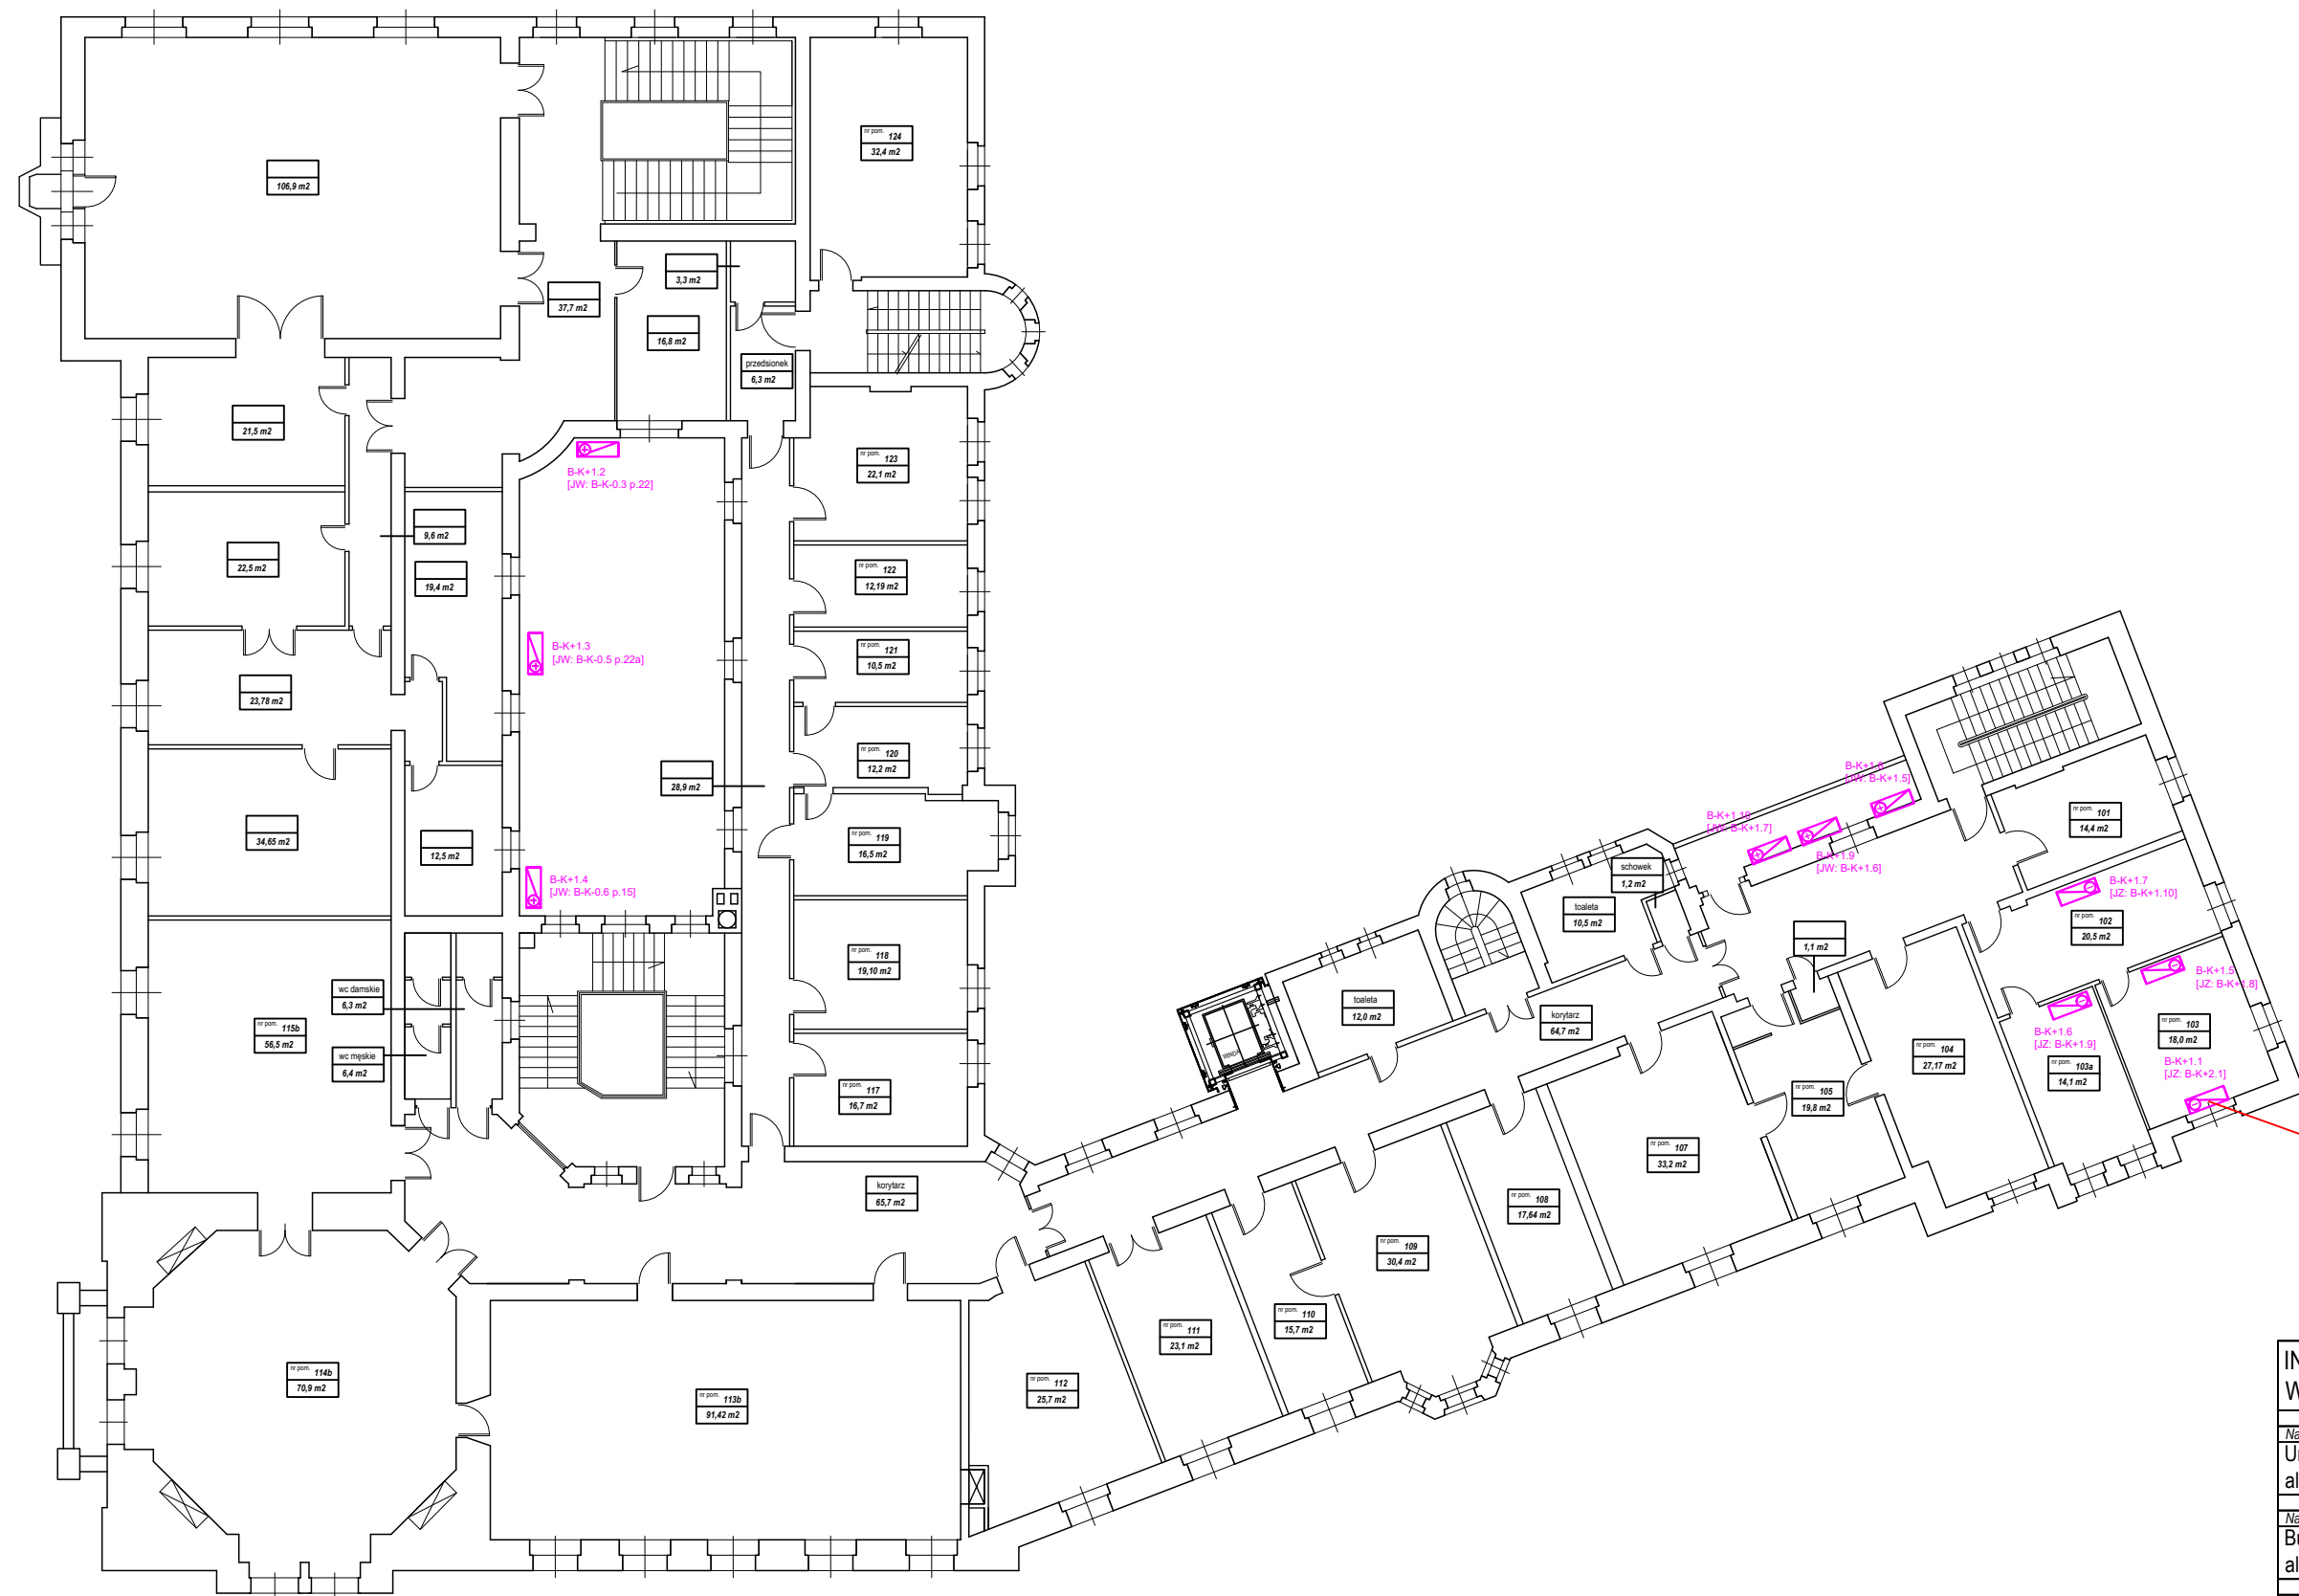 nr pom. 124
32,4 m2
106,9 m2
3,3 m2
37,7 m2
16,8 m2
przedsionek
6,3 m2
21,5 m2
B-K+1.2
[JW: B-K-0.3 p.22]
nr pom. 123
22,1 m2
9,6 m2
22,5 m2
19,4 m2
nr pom. 122
12,19 m2
B-K+1.3
[JW: B-K-0.5 p.22a]
nr pom. 121
10,5 m2
23,78 m2
nr pom. 120
12,2 m2
28,9 m2
34,65 m2
12,5 m2
nr pom. 119
16,5 m2
B-K+1.4
[JW: B-K-0.6 p.15]
nr pom. 118
19,10 m2
wc damskie
6,3 m2
nr pom. 115b
56,5 m2
wc męskie
6,4 m2
nr pom. 117
16,7 m2
korytarz
65,7 m2
nr pom. 114b
70,9 m2
nr pom. 113b
91,42 m2
nr pom. 112
25,7 m2
nr pom. 111
23,1 m2
nr pom. 110
15,7 m2
nr pom. 109
30,4 m2
nr pom. 108
17,64 m2
nr pom. 107
33,2 m2
nr pom. 105
19,8 m2
nr pom. 104
27,17 m2
WINDA
toaleta
12,0 m2
korytarz
64,7 m2
toaleta
10,5 m2
schowek
1,2 m2
1,1 m2
B-K+1.10
[JW: B-K+1.7]
B-K+1.9
[JW: B-K+1.6]
[JW: B-K+1.5]
nr pom. 101
14,4 m2
B-K+1.7
[JZ: B-K+1.10]
nr pom. 102
20,5 m2
B-K+1.5
[JZ: B-K+1.8]
B-K+1.6
[JZ: B-K+1.9]
nr pom. 103
18,0 m2
nr pom. 103a
14,1 m2
B-K+1.1
[JZ: B-K+2.1]